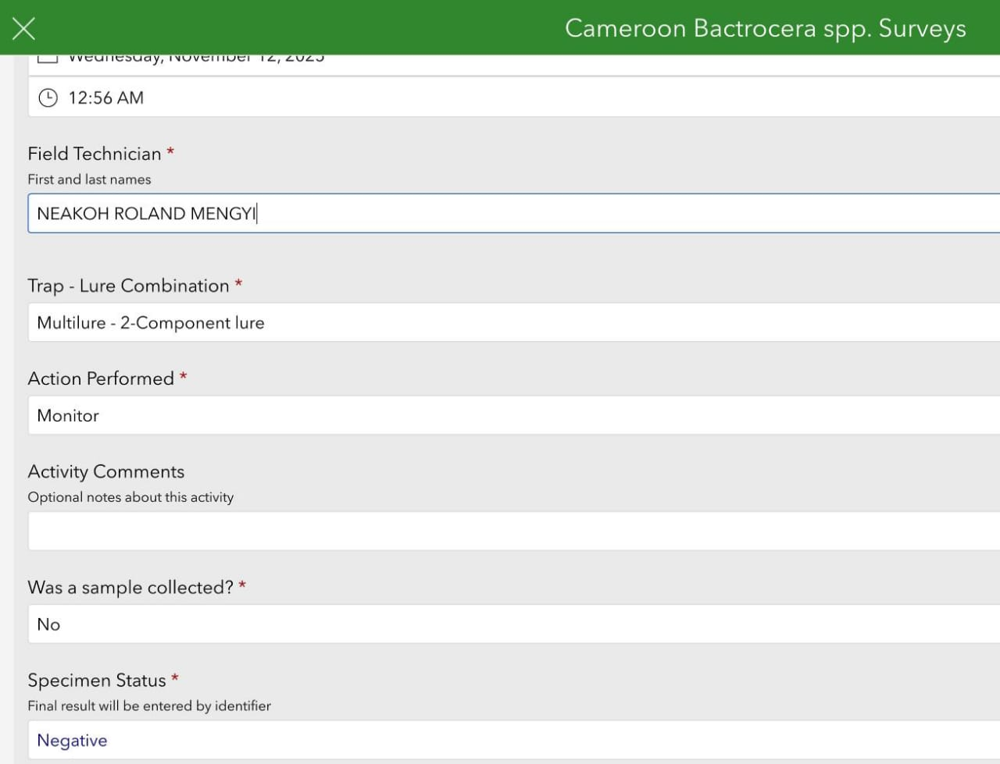 Cameroon Bactrocera spp. Surveys
Wednesday, November 12, 2025
12:56 AM
Field Technician *
First and last names
NEAKOH ROLAND MENGYI
Trap - Lure Combination *
Multilure - 2-Component lure
Action Performed *
Monitor
Activity Comments
Optional notes about this activity
Was a sample collected? *
No
Specimen Status *
Final result will be entered by identifier
Negative